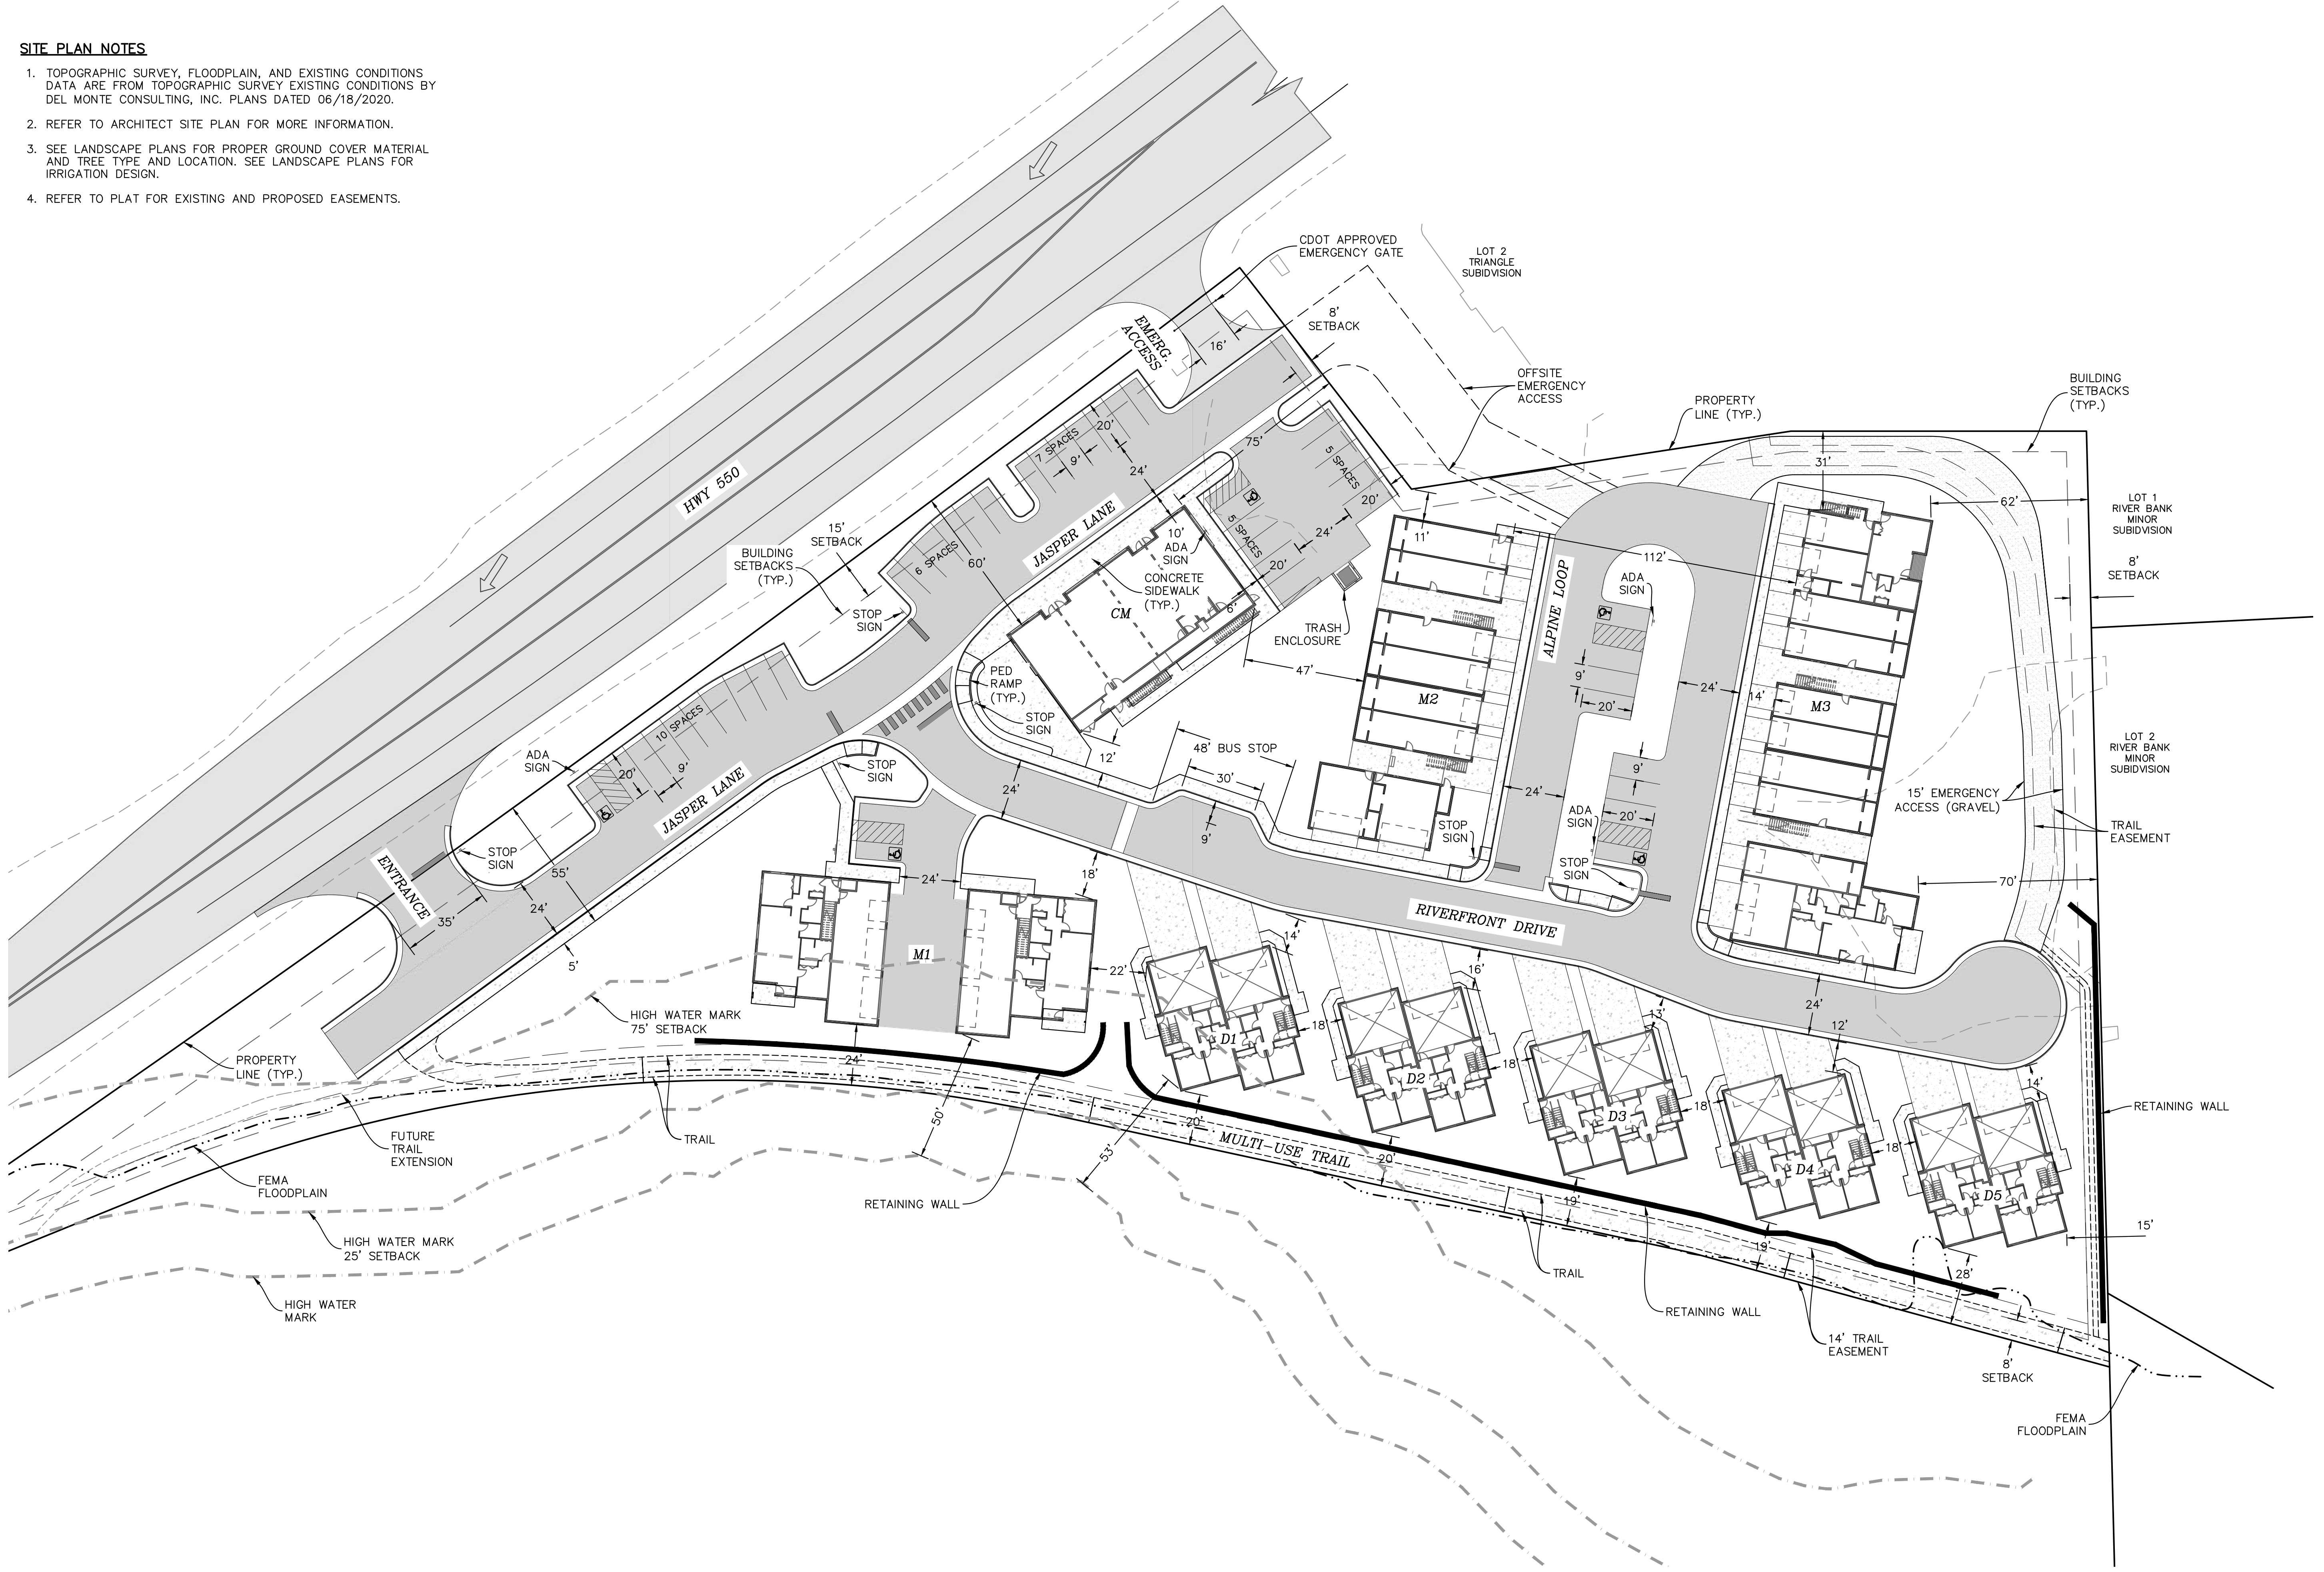 SITE PLAN NOTES
1. TOPOGRAPHIC SURVEY, FLOODPLAIN, AND EXISTING CONDITIONS
DATA ARE FROM TOPOGRAPHIC SURVEY EXISTING CONDITIONS BY
DEL MONTE CONSULTING, INC. PLANS DATED 06/18/2020.
2. REFER TO ARCHITECT SITE PLAN FOR MORE INFORMATION.
3. SEE LANDSCAPE PLANS FOR PROPER GROUND COVER MATERIAL
AND TREE TYPE AND LOCATION. SEE LANDSCAPE PLANS FOR
IRRIGATION DESIGN.
4. REFER TO PLAT FOR EXISTING AND PROPOSED EASEMENTS.
CDOT APPROVED
EMERGENCY GATE
LOT 2
TRIANGLE
SUBIDVISION
8'
SETBACK
EMERG.
ACCESS
16'
OFFSITE
EMERGENCY
ACCESS
PROPERTY
LINE (TYP.)
BUILDING
SETBACKS
(TYP.)
HWY 550
7 SPACES
20'
9'
24'
75'
5 SPACES
20'
31'
62'
LOT 1
RIVER BANK
MINOR
SUBIDVISION
8'
SETBACK
15'
SETBACK
BUILDING
SETBACKS
(TYP.)
6 SPACES
60'
JASPER LANE
10'
ADA
SIGN
5 SPACES
24'
20'
11'
112'
CONCRETE
SIDEWALK
(TYP.)
CM
6'
TRASH
ENCLOSURE
ALPINE LOOP
ADA
SIGN
STOP
SIGN
PED
RAMP
(TYP.)
STOP
SIGN
47'
M2
9'
20'
24'
14'
M3
10 SPACES
ADA
SIGN
20'
9'
JASPER LANE
STOP
SIGN
12'
48' BUS STOP
30'
24'
9'
24'
9'
20'
ADA
SIGN
STOP
SIGN
STOP
SIGN
LOT 2
RIVER BANK
MINOR
SUBIDVISION
15' EMERGENCY
ACCESS (GRAVEL)
TRAIL
EASEMENT
STOP
SIGN
ENTRANCE
35'
55'
24'
5'
24'
18'
M1
22'
14'
RIVERFRONT DRIVE
16'
13'
70'
24'
12'
14'
HIGH WATER MARK
75' SETBACK
24'
D1
18'
D2
18'
D3
18'
D4
18'
D5
PROPERTY
LINE (TYP.)
RETAINING WALL
FUTURE
TRAIL
EXTENSION
TRAIL
50'
53'
20'
MULTI-USE TRAIL
20'
19'
19'
28'
15'
FEMA
FLOODPLAIN
RETAINING WALL
HIGH WATER MARK
25' SETBACK
HIGH WATER
MARK
TRAIL
RETAINING WALL
14' TRAIL
EASEMENT
8'
SETBACK
FEMA
FLOODPLAIN